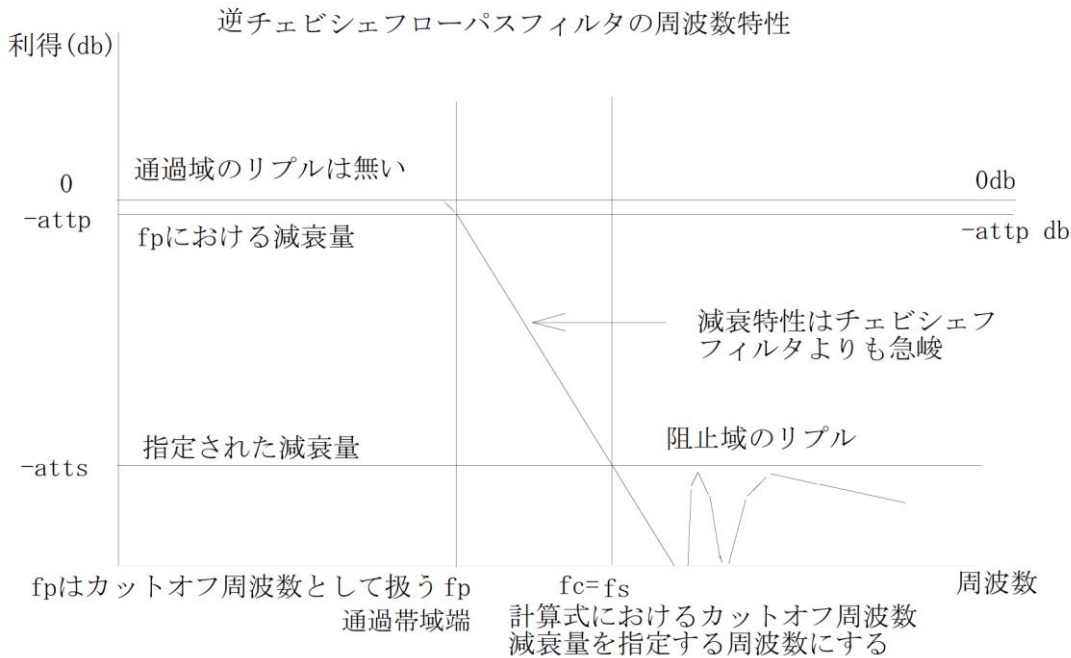 逆チェビシェフローパスフィルタの周波数特性
利得(db)
通過域のリプルは無い
0
0db
-attp
fpにおける減衰量
-attp db
減衰特性はチェビシェフ
フィルタよりも急峻
指定された減衰量
阻止域のリプル
-atts
fpはカットオフ周波数として扱う fp
fc=fs
周波数
通過帯域端
計算式におけるカットオフ周波数
減衰量を指定する周波数にする